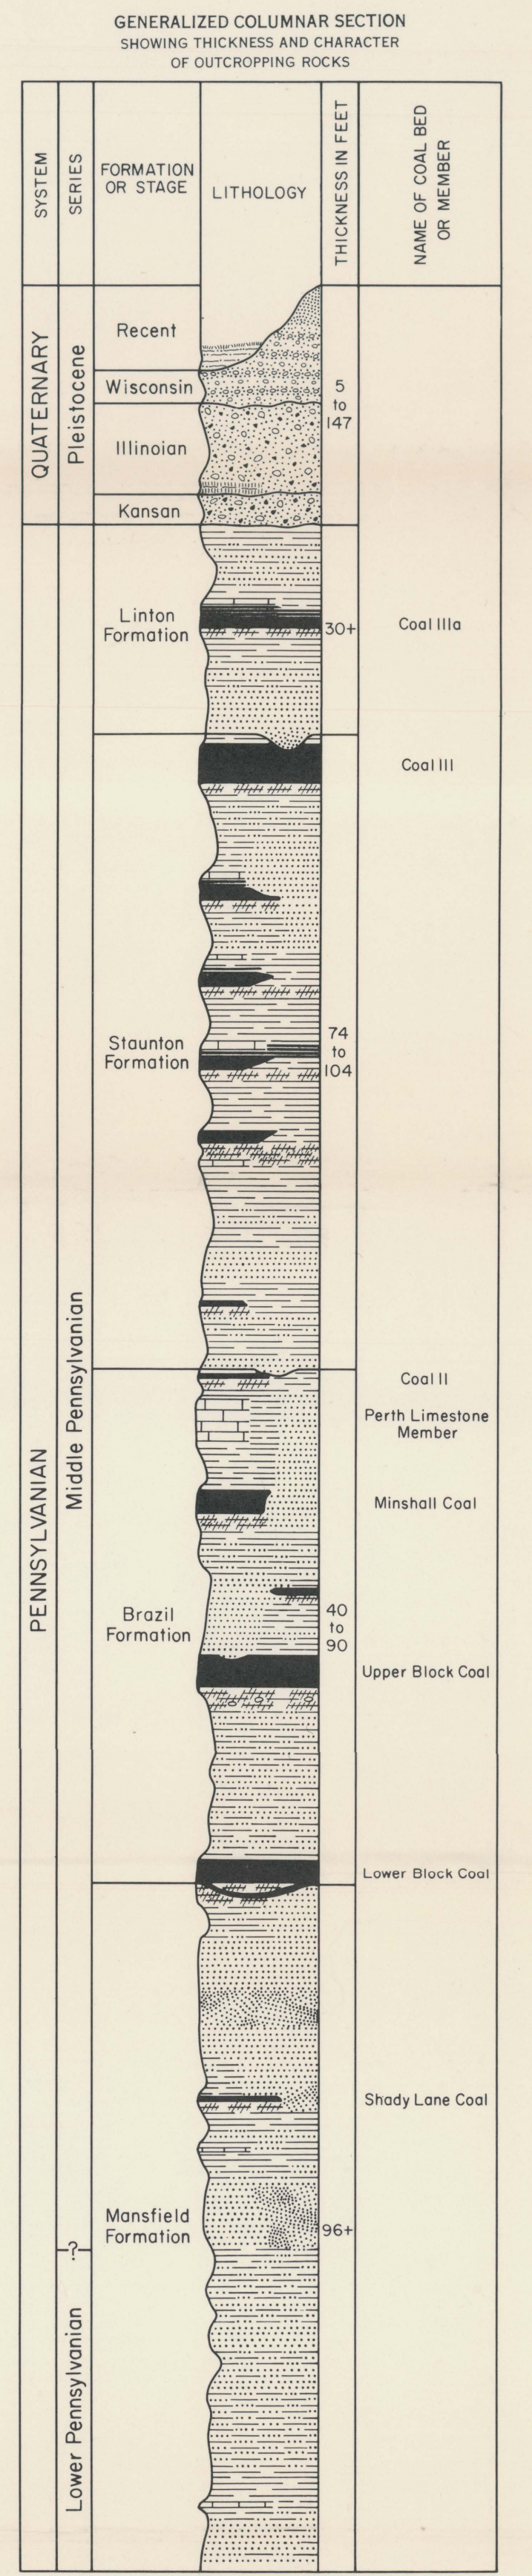 GENERALIZED COLUMNAR SECTION
SHOWING THICKNESS AND CHARACTER
OF OUTCROPPING ROCKS
SYSTEM
SERIES
FORMATION
OR STAGE
LITHOLOGY
THICKNESS IN FEET
NAME OF COAL BED
OR MEMBER
QUATERNARY
Pleistocene
Recent
Wisconsin
Illinoian
Kansan
5
to
147
PENNSYLVANIAN
Middle Pennsylvanian
Linton
Formation
30+
Coal IIIa
Coal III
Staunton
Formation
74
to
104
Coal II
Perth Limestone
Member
Minshall Coal
Brazil
Formation
40
to
90
Upper Block Coal
Lower Block Coal
Shady Lane Coal
Mansfield
Formation
96+
?
Lower Pennsylvanian